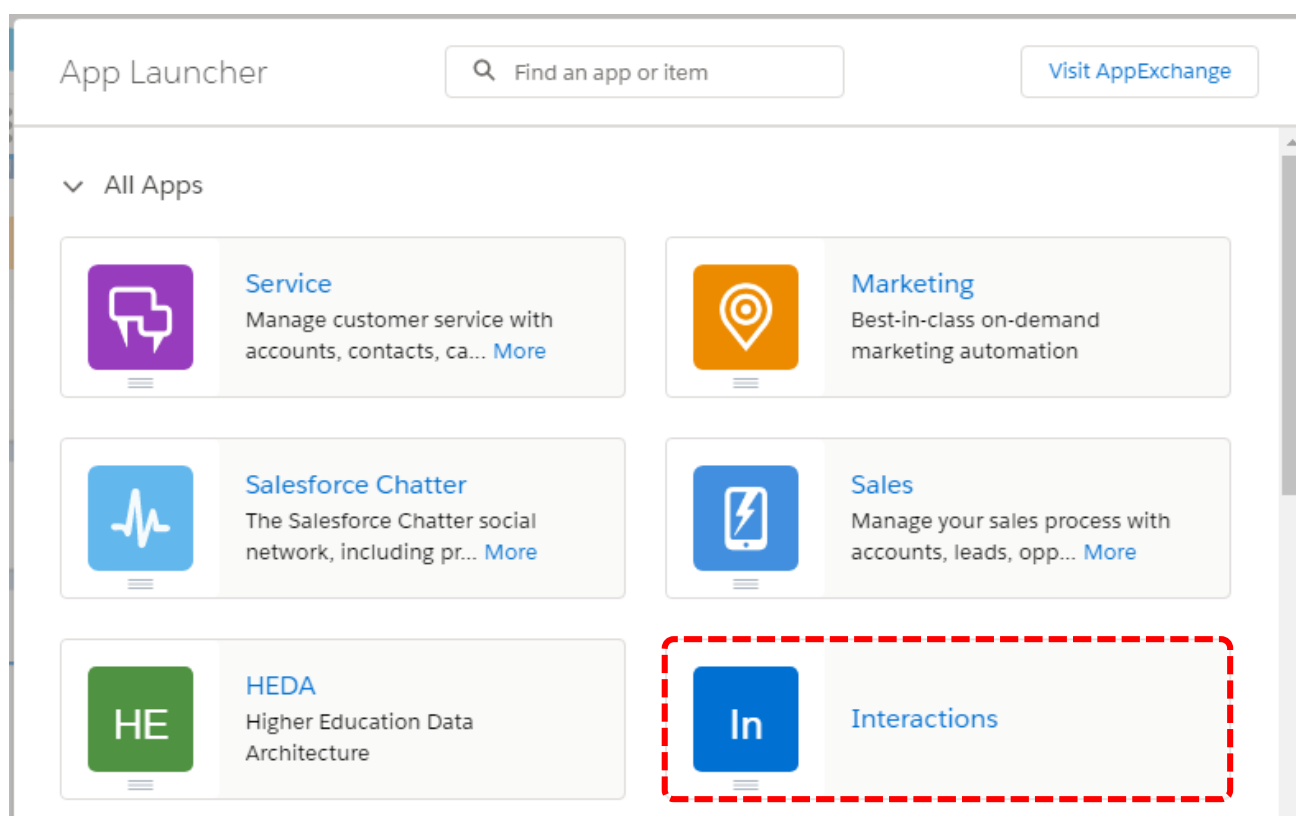 App Launcher
Find an app or item
Visit AppExchange
All Apps
Service
Manage customer service with
accounts, contacts, ca... More
Marketing
Best-in-class on-demand
marketing automation
Salesforce Chatter
The Salesforce Chatter social
network, including pr... More
Sales
Manage your sales process with
accounts, leads, opp... More
HE
HEDA
Higher Education Data
Architecture
In
Interactions